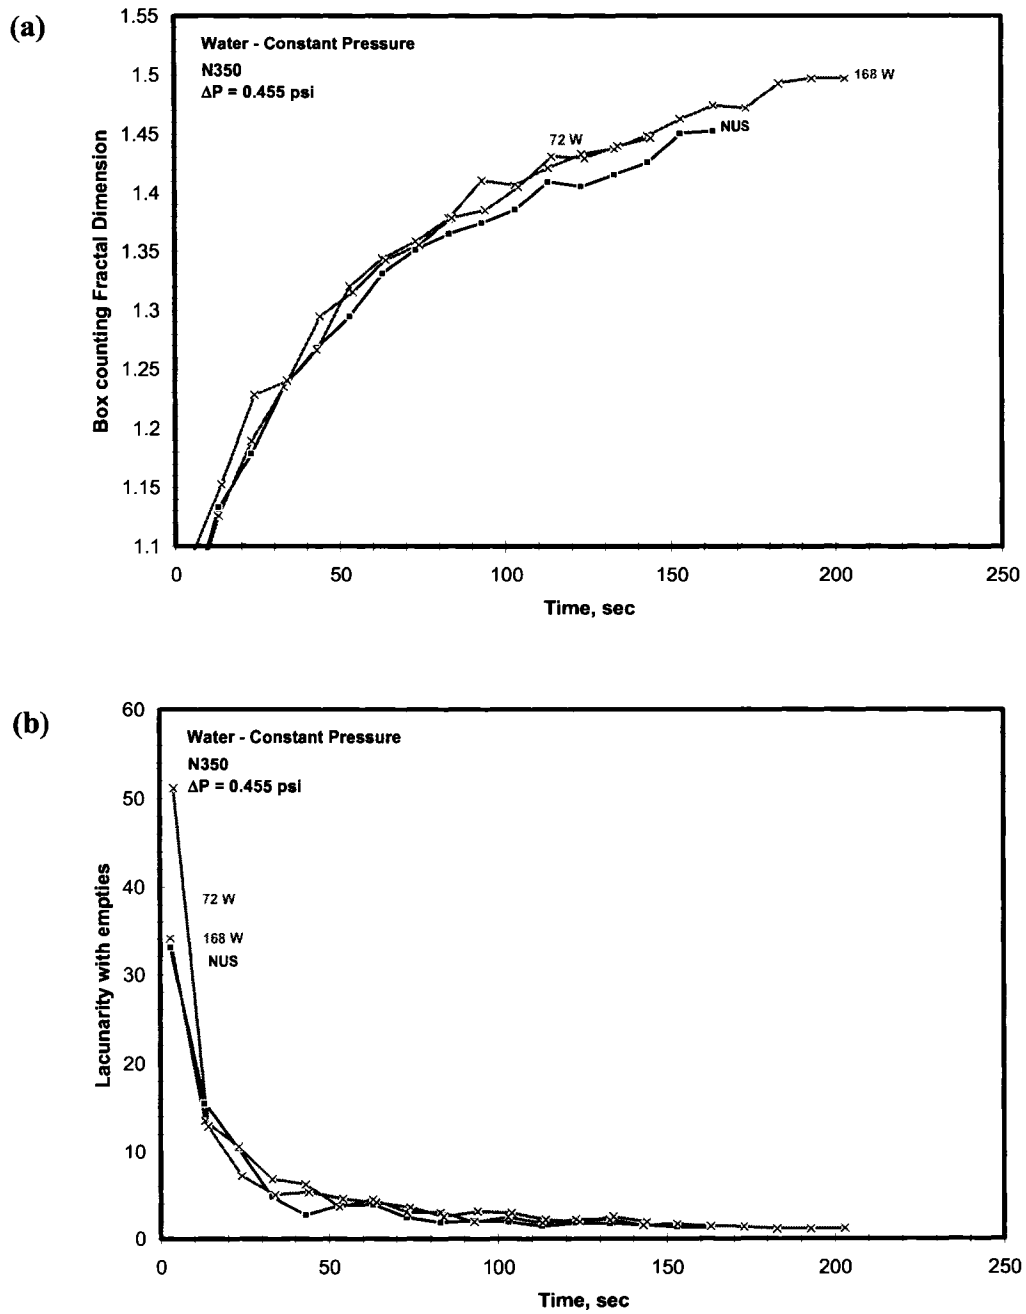 (a)
1.55
1.5
1.45
1.4
1.35
1.3
1.25
1.2
1.15
1.1
Box counting Fractal Dimension
Water - Constant Pressure
N350
ΔP = 0.455 psi
168 W
72 W
NUS
0 50 100 150 200 250
Time, sec
(b)
60
50
40
30
20
10
0
Lacunarity with empties
Water - Constant Pressure
N350
ΔP = 0.455 psi
72 W
168 W
NUS
0 50 100 150 200 250
Time, sec